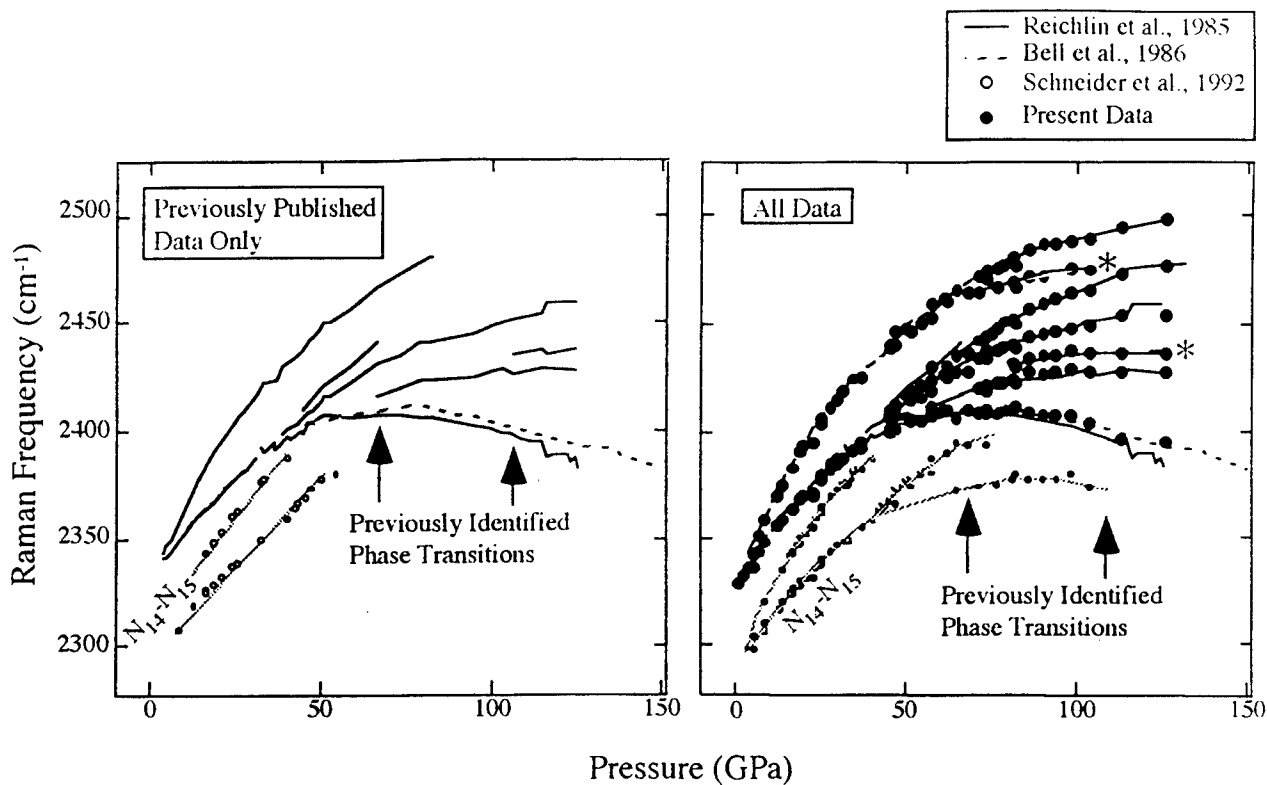 Reichlin et al., 1985
Bell et al., 1986
Schneider et al., 1992
Present Data
Previously Published
Data Only
All Data
2500
2450
2400
2350
2300
Raman Frequency (cm-1)
Previously Identified
Phase Transitions
N14-N15
Previously Identified
Phase Transitions
N14-N15
*
*
0
50
100
150
0
50
100
150
Pressure (GPa)